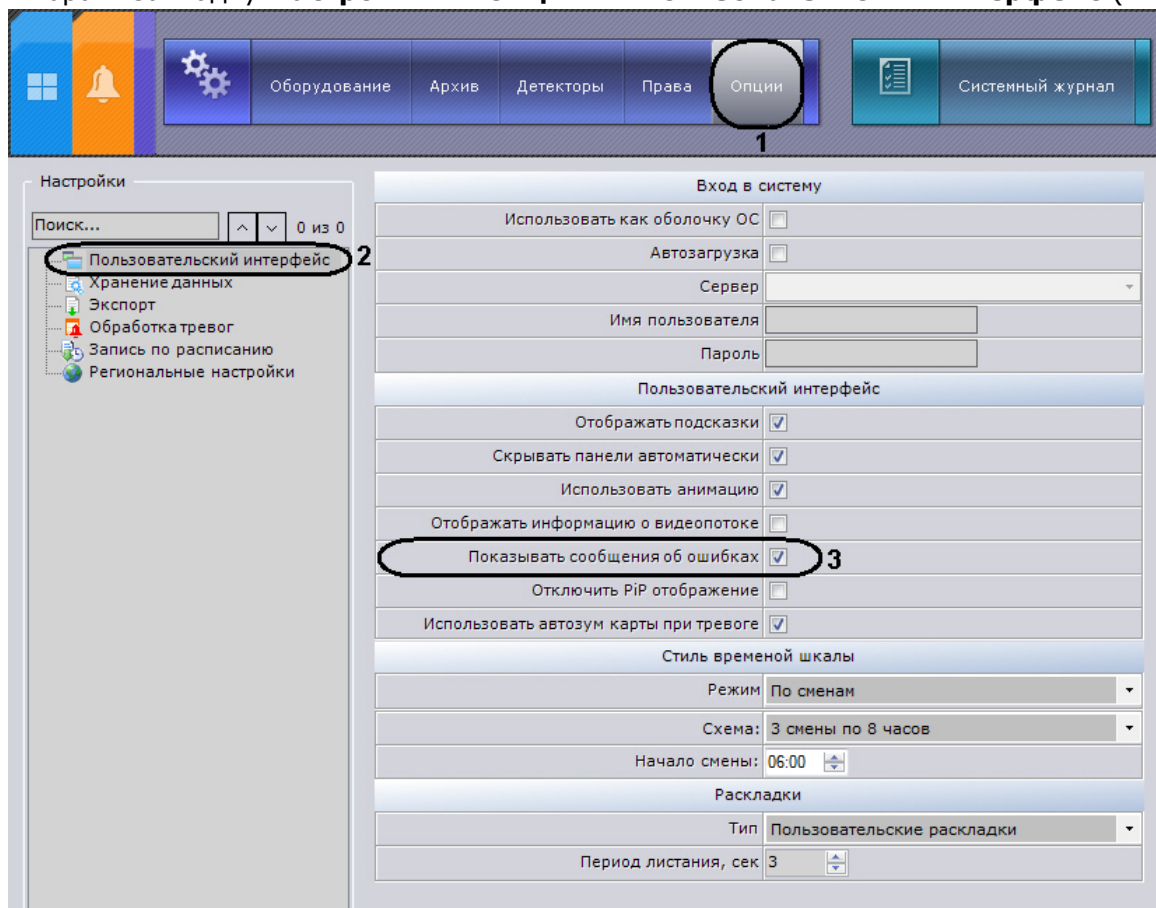 Оборудование Архив Детекторы Права Опции Системный журнал
1
Настройки
Поиск... 0 из 0
Пользовательский интерфейс 2
Хранение данных
Экспорт
Обработка тревог
Запись по расписанию
Региональные настройки
Вход в систему
Использовать как оболочку ОС
Автозагрузка
Сервер
Имя пользователя
Пароль
Пользовательский интерфейс
Отображать подсказки
Скрывать панели автоматически
Использовать анимацию
Отображать информацию о видеопотоке
Показывать сообщения об ошибках 3
Отключить PiP отображение
Использовать автозум карты при тревоге
Стиль временой шкалы
Режим По сменам
Схема: 3 смены по 8 часов
Начало смены: 06:00
Раскладки
Тип Пользовательские раскладки
Период листания, сек 3